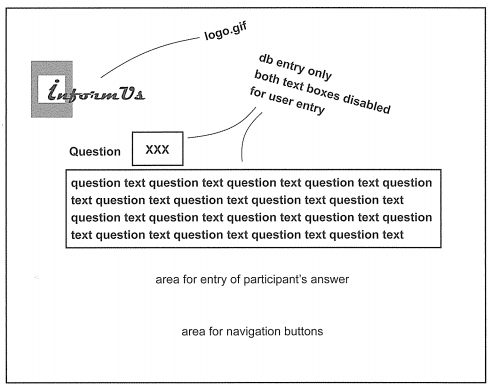 logo.gif
db entry only
both text boxes disabled
for user entry
informUs
Question XXX
question text question text question text question text question
text question text question text question text question text
question text question text question text question text question
text question text question text question text question text
area for entry of participant's answer
area for navigation buttons